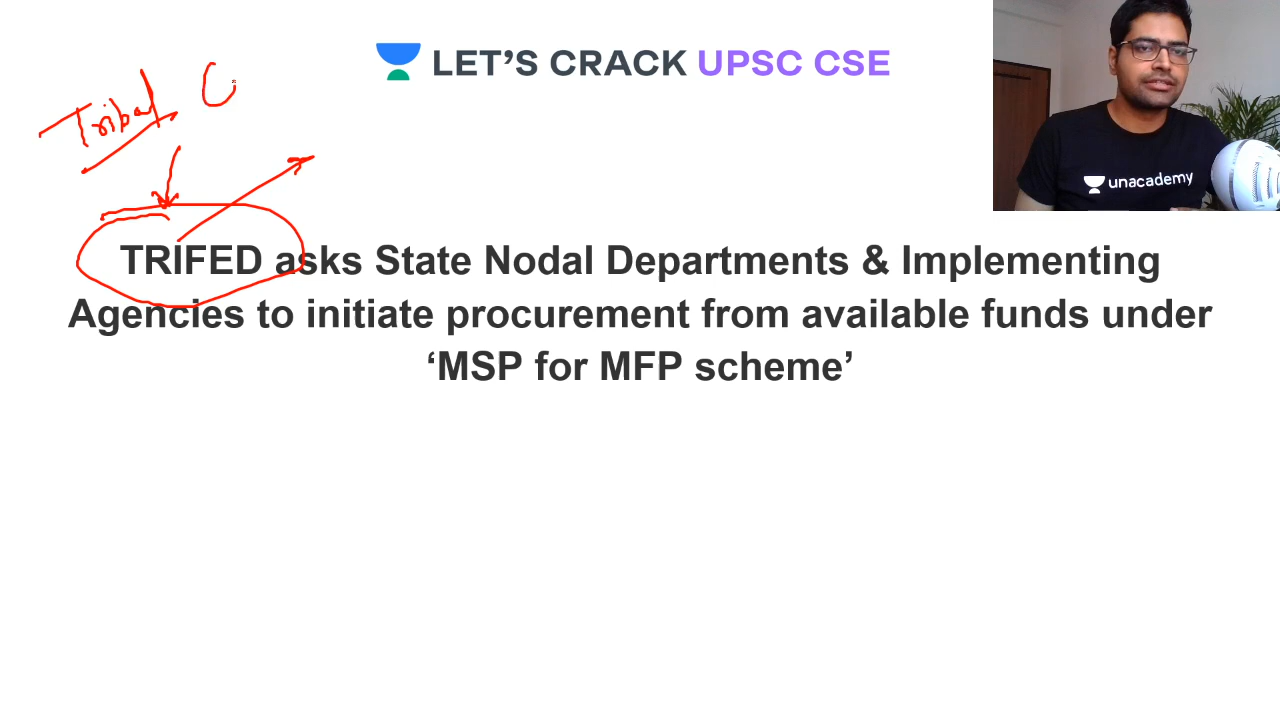 LET'S CRACK UPSC CSE
Tribal C
unacademy
TRIFED asks State Nodal Departments & Implementing
Agencies to initiate procurement from available funds under
‘MSP for MFP scheme’